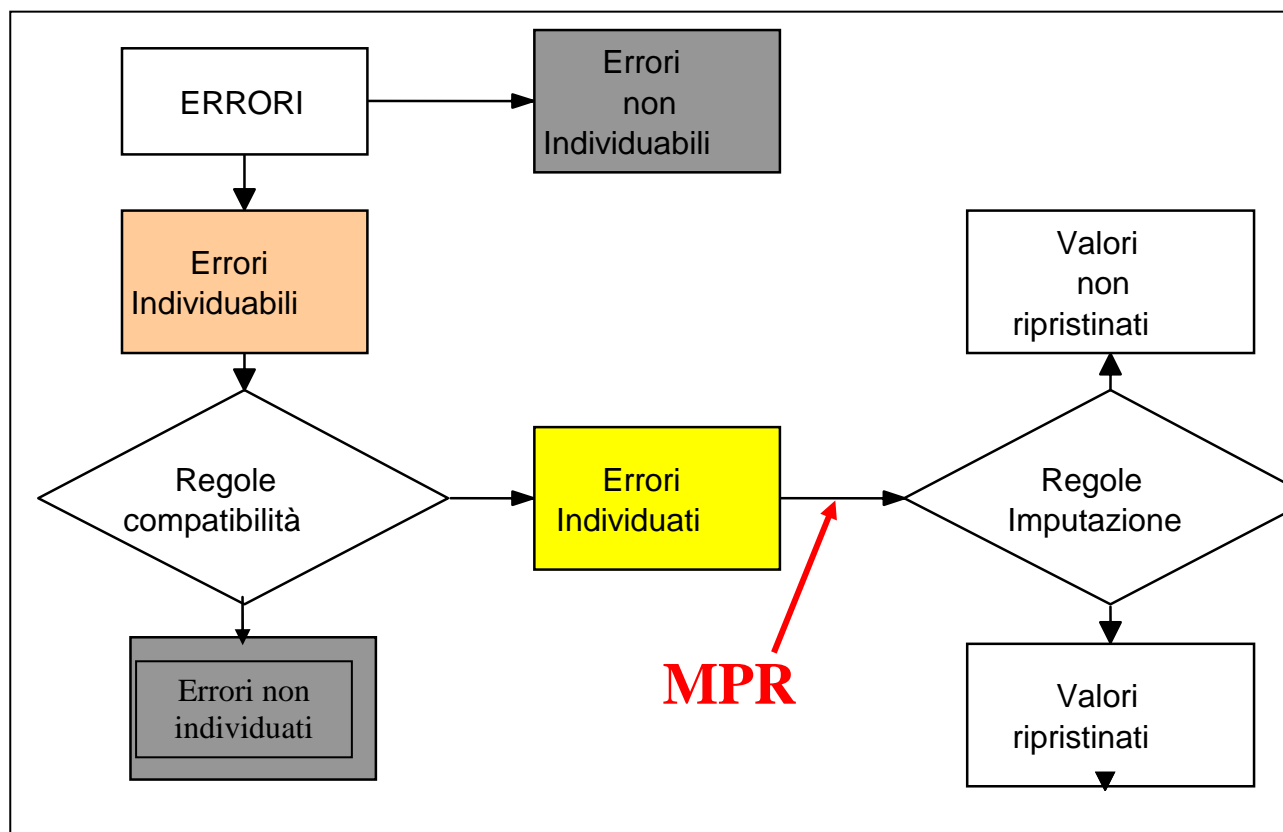 ERRORI
Errori
non
Individuabili
Errori
Individuabili
Valori
non
ripristinati
Regole
compatibilità
Errori
Individuati
Regole
Imputazione
MPR
Errori non
individuati
Valori
ripristinati